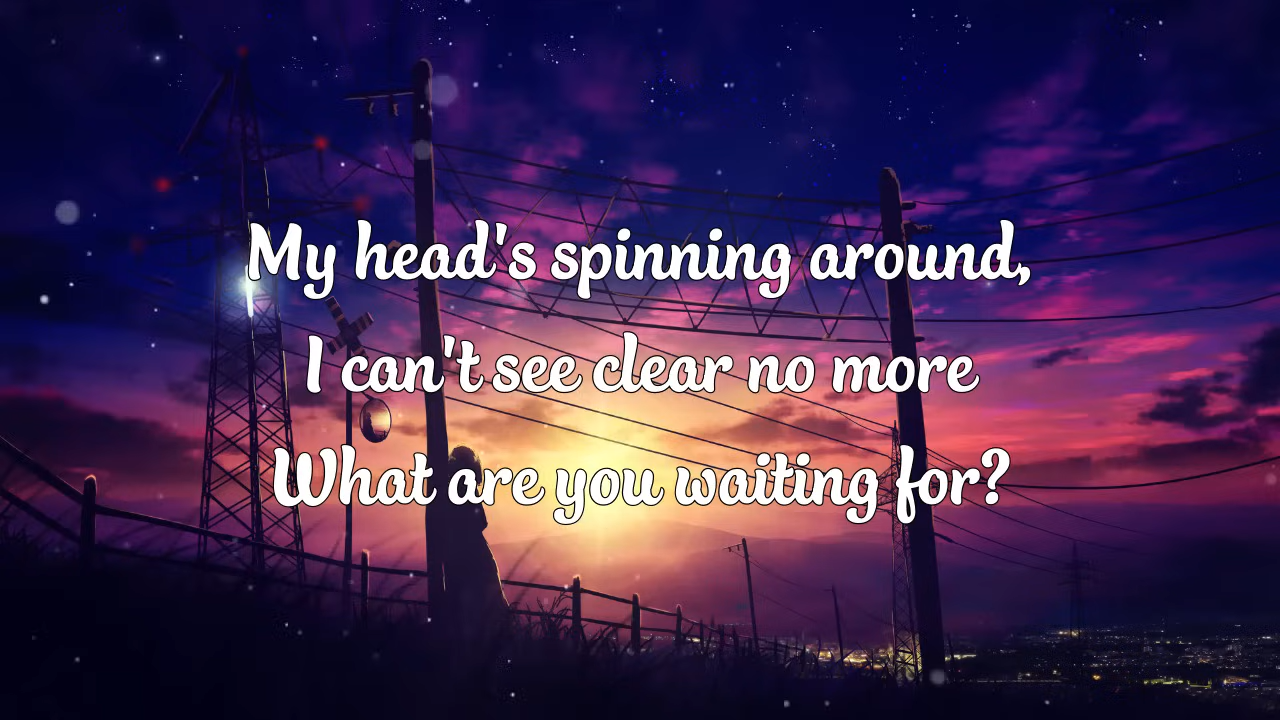 My head's spinning around,
I can't see clear no more
What are you waiting for?